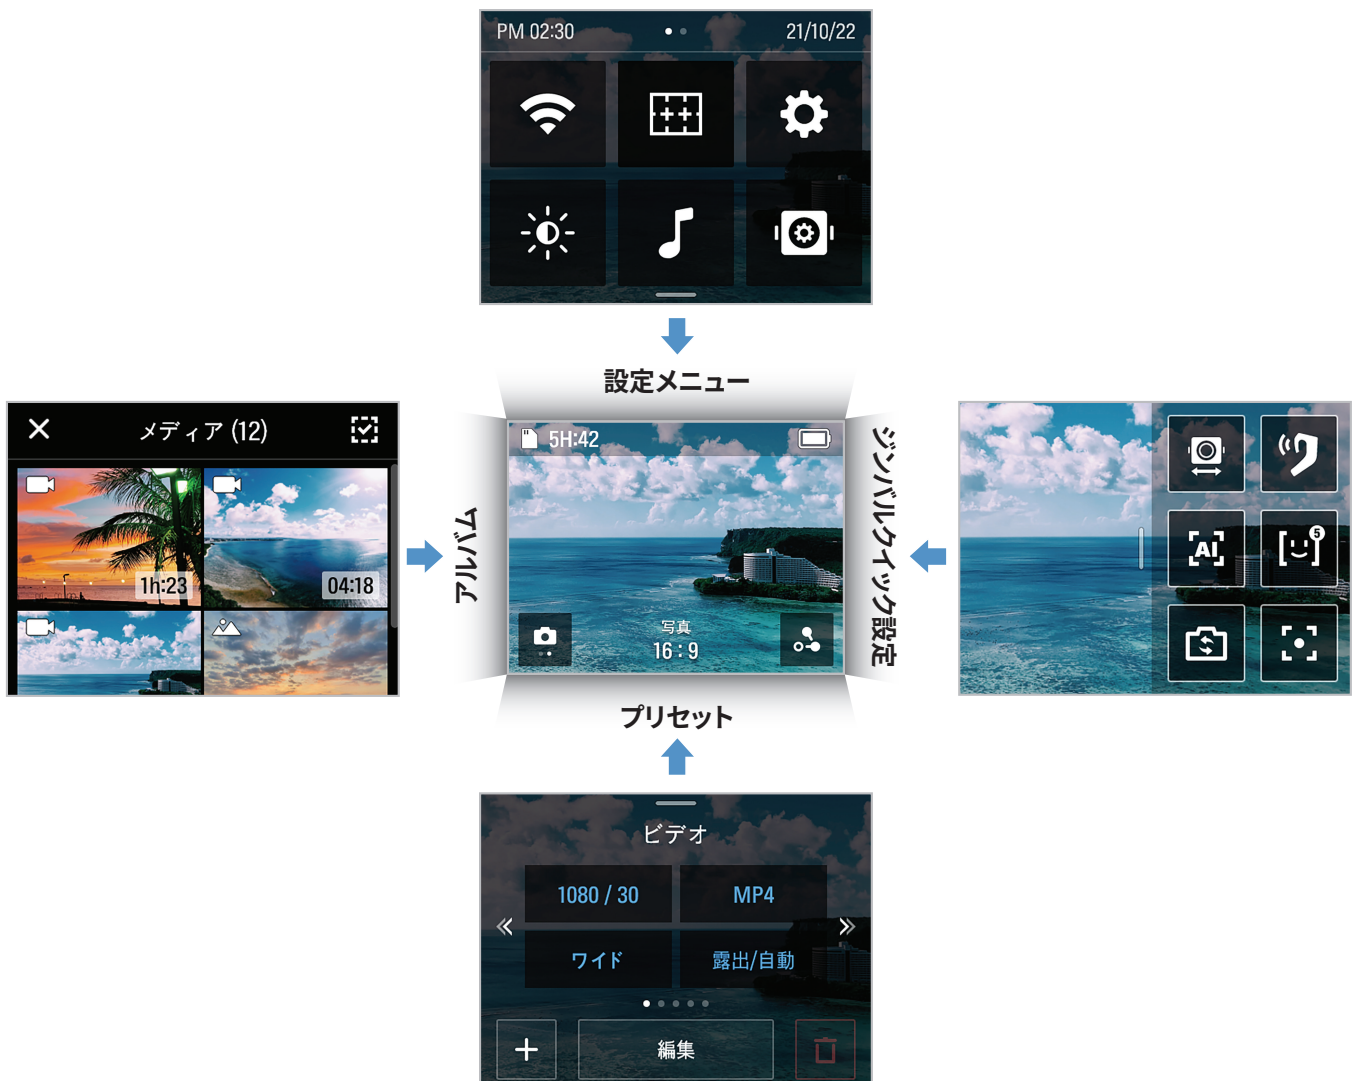 PM 02:30
21/10/22
設定メニュー
メディア (12)
1h:23
04:18
アルバム
5H:42
写真
16 : 9
ジンバルクイック設定
AI
5
プリセット
ビデオ
1080 / 30
MP4
ワイド
露出/自動
編集